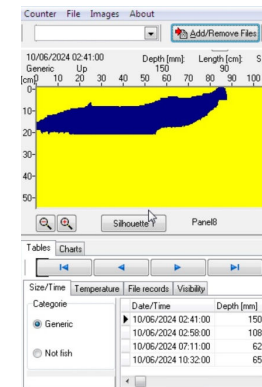 Counter File Images About
Add/Remove Files
10/06/2024 02:41:00 Depth [mm]: Length [cm]: S
Generic Up 150 90
[cm]0 10 20 30 40 50 60 70 80 90 100
0
10
20
30
40
50
Silhouette Y Panel8
Tables Charts
Size/Time Temperature File records Visibility
Categorie
Generic
Not fish
Date/Time Depth [mm]
10/06/2024 02:41:00 150
10/06/2024 02:58:00 108
10/06/2024 07:11:00 62
10/06/2024 10:32:00 65